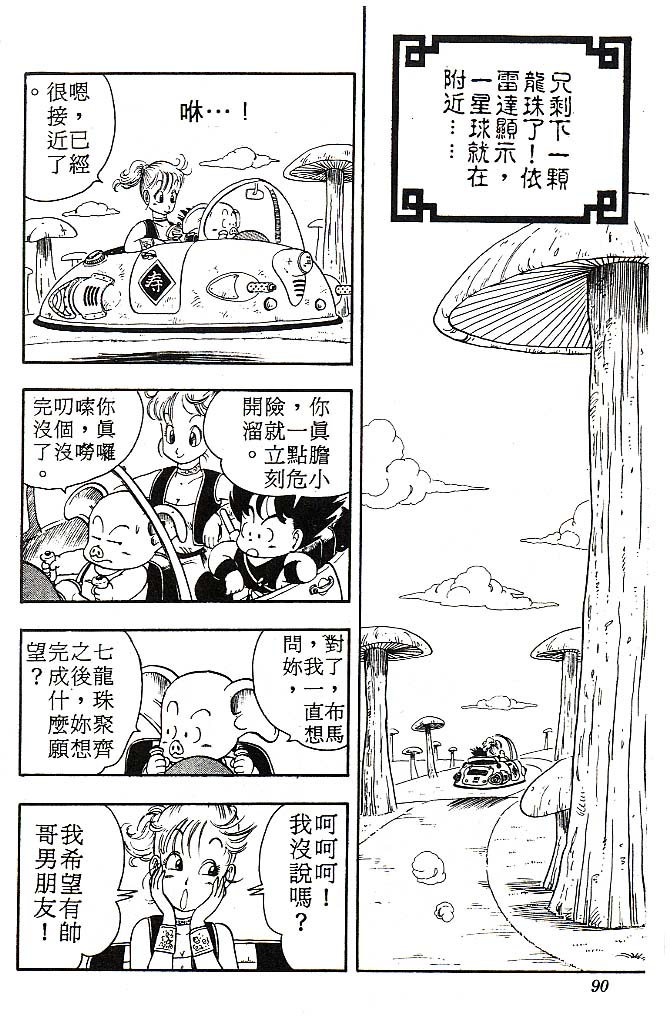 只剩下一顆
龍珠了！依
雷達顯示，
一星球就在
附近……
咻…！
嗯，已經
很接近了
。
壽
你真膽小
，一點危
險就立刻
開溜。
你真囉
嗦，嘮
叨個沒
完沒了。
對了，布馬
，我一直想
問妳，
七龍珠聚齊
之後，妳想
完成什麼願
望？
呵呵呵！
我沒說嗎？
我希望有帥
哥男朋友！
90